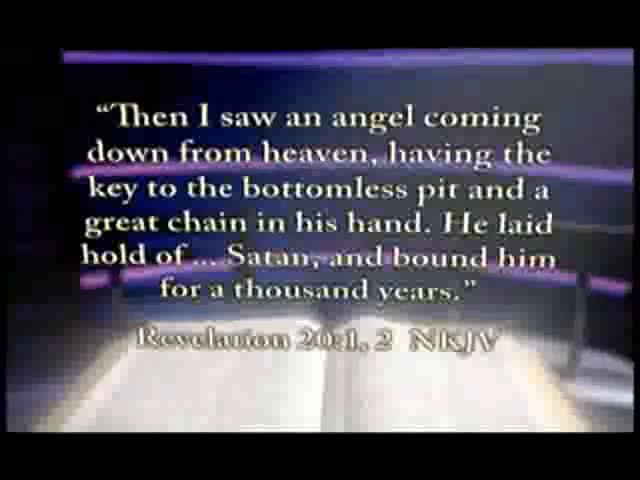 “Then I saw an angel coming
down from heaven, having the
key to the bottomless pit and a
great chain in his hand. He laid
hold of ... Satan, and bound him
for a thousand years.”
Revelation 20:1, 2 NKJV